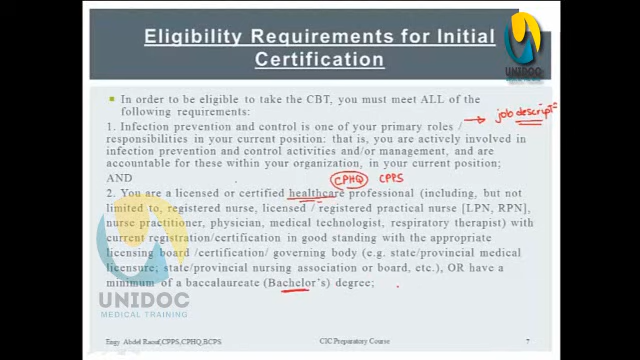 Eligibility Requirements for Initial
Certification
UNIDOC
MEDICAL TRAINING
In order to be eligible to take the CBT, you must meet ALL of the
following requirements:
→ job descript
1. Infection prevention and control is one of your primary roles /
responsibilities in your current position: that is, you are actively involved in
infection prevention and control activities and/or management, and are
accountable for these within your organization, in your current position;
AND
CPHQ CPPS
2. You are a licensed or certified healthcare professional (including, but not
limited to, registered nurse, licensed / registered practical nurse [LPN, RPN],
nurse practitioner, physician, medical technologist, respiratory therapist) with
current registration/certification in good standing with the appropriate
licensing board /certification/ governing body (e.g. state/provincial medical
licensure; state/provincial nursing association or board, etc.), OR have a
minimum of a baccalaureate (Bachelor's) degree;
UNIDOC
MEDICAL TRAINING
Engy Abdel Raouf,CPPS,CPHQ,BCPS
CIC Preparatory Course
7